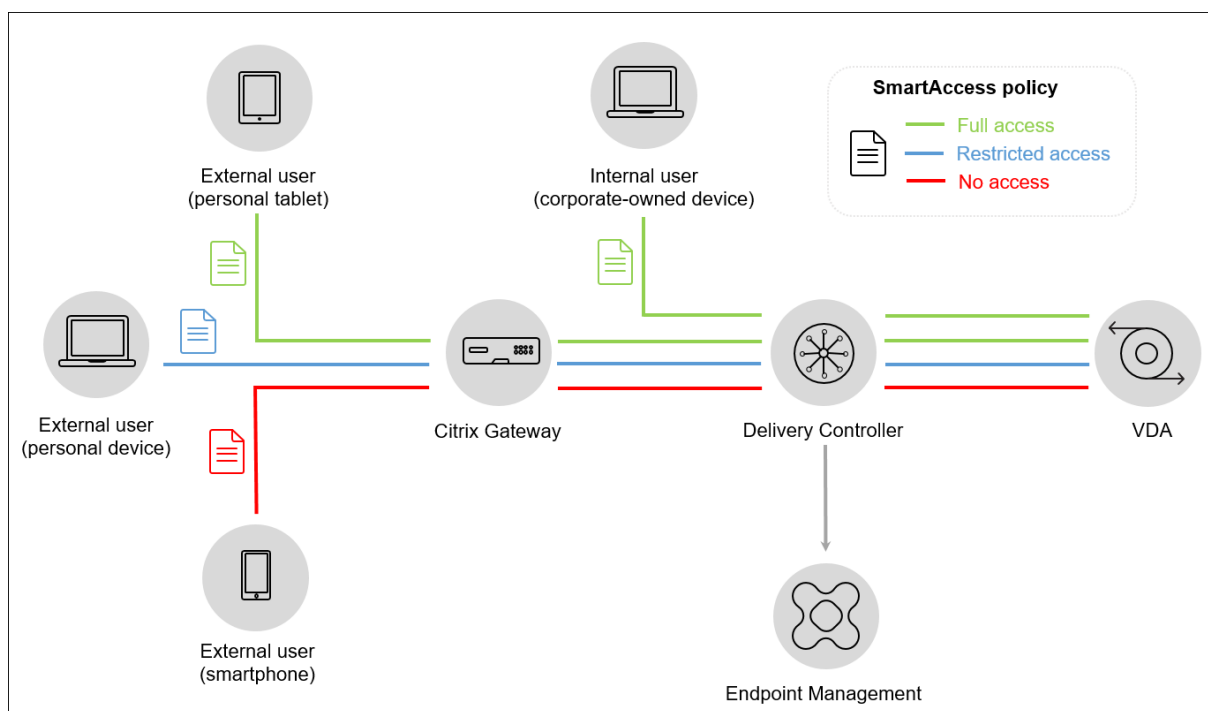 SmartAccess policy
Full access
Restricted access
No access
External user
(personal tablet)
Internal user
(corporate-owned device)
External user
(personal device)
Citrix Gateway
Delivery Controller
VDA
External user
(smartphone)
Endpoint Management